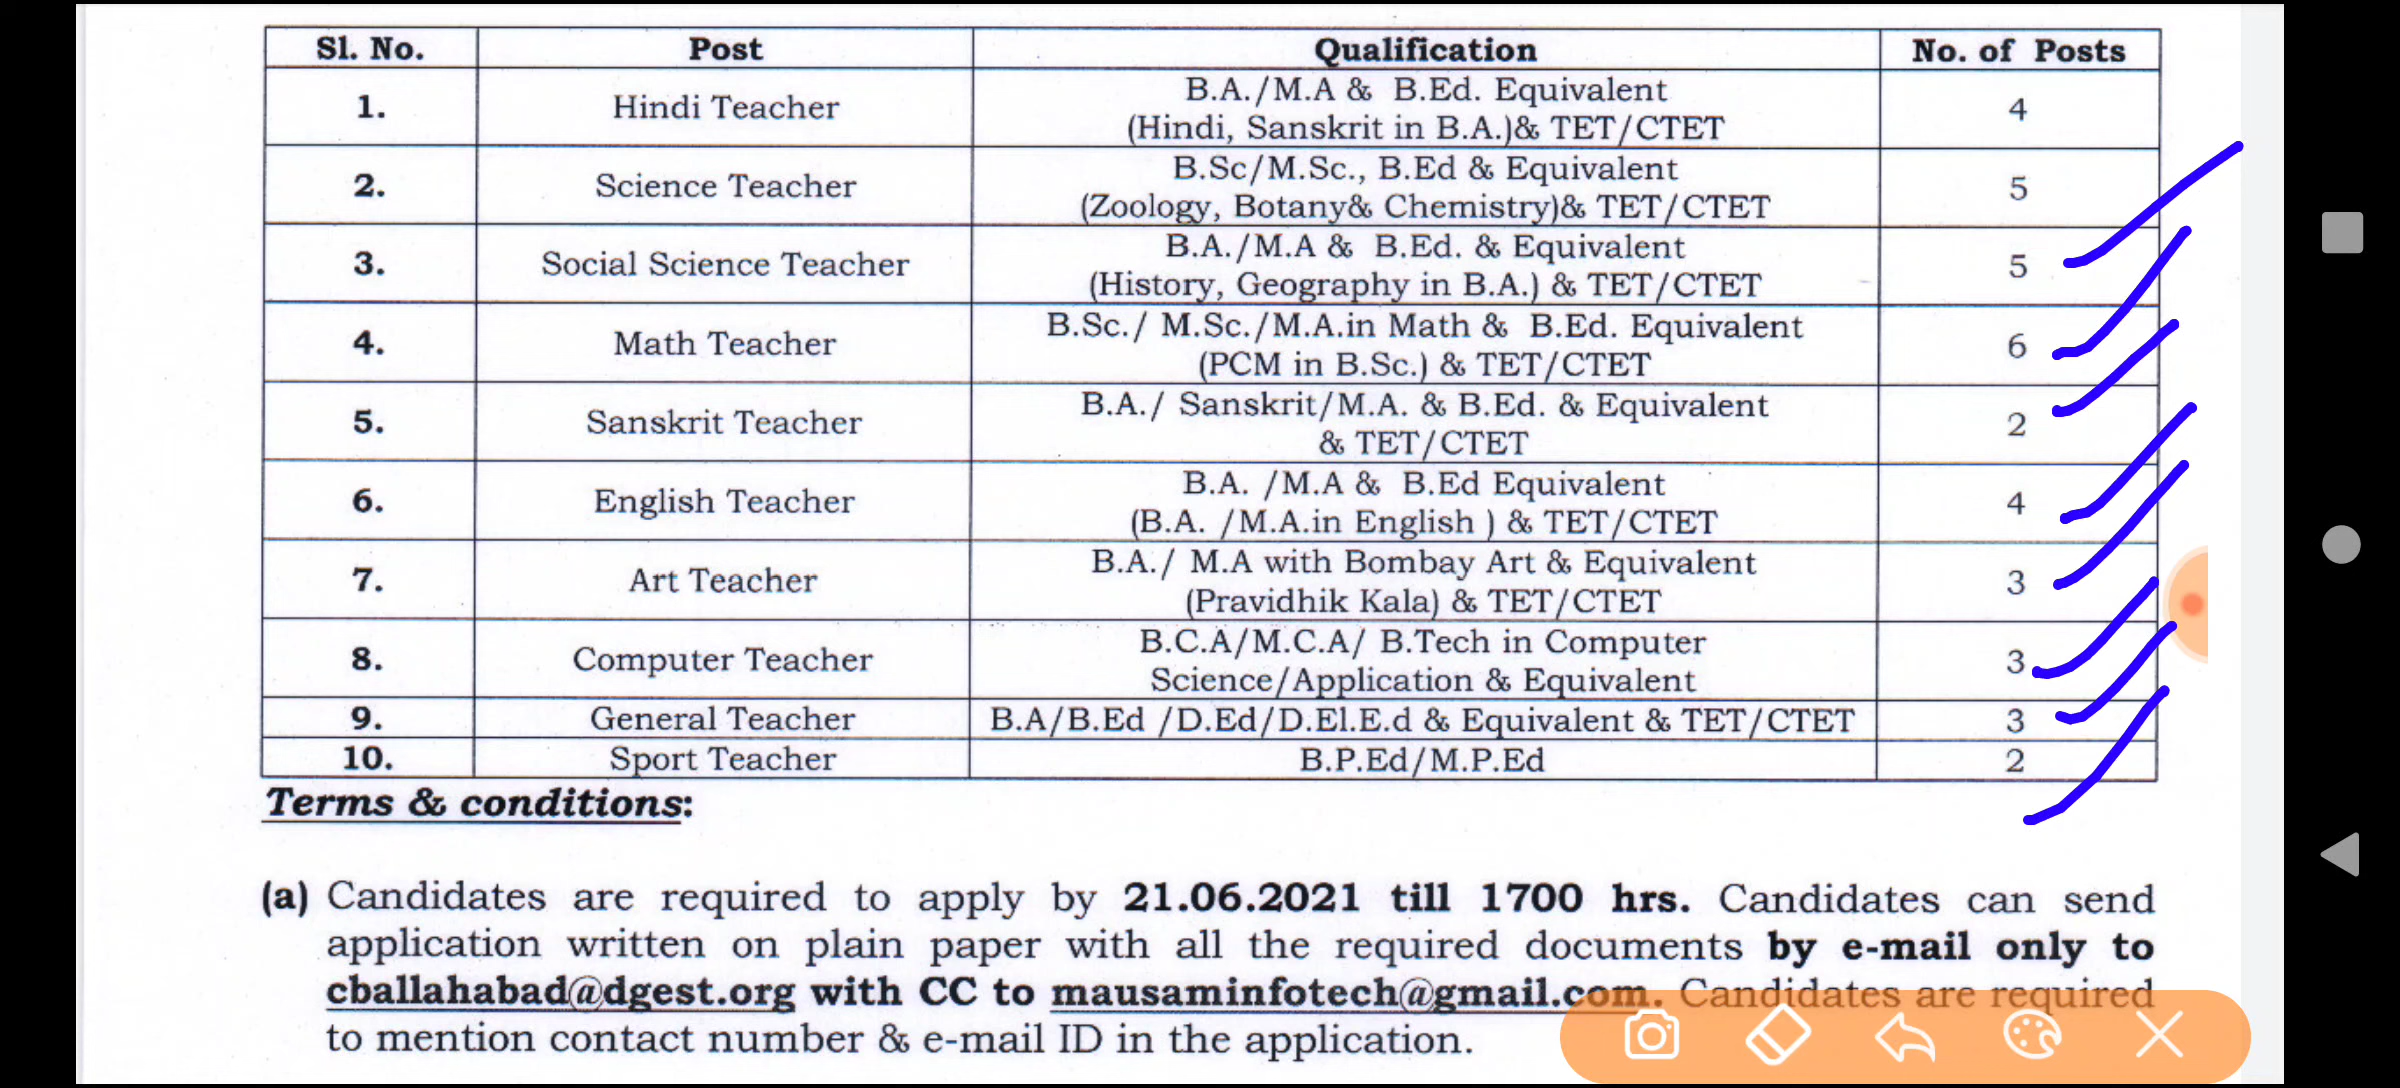 Sl. No. Post Qualification No. of Posts
1. Hindi Teacher B.A./M.A & B.Ed. Equivalent 4
(Hindi, Sanskrit in B.A.)& TET/CTET
2. Science Teacher B.Sc/M.Sc., B.Ed & Equivalent 5
(Zoology, Botany& Chemistry)& TET/CTET
3. Social Science Teacher B.A./M.A & B.Ed. & Equivalent 5
(History, Geography in B.A.) & TET/CTET
4. Math Teacher B.Sc./ M.Sc./M.A.in Math & B.Ed. Equivalent 6
(PCM in B.Sc.) & TET/CTET
5. Sanskrit Teacher B.A./ Sanskrit/M.A. & B.Ed. & Equivalent 2
& TET/CTET
6. English Teacher B.A. /M.A & B.Ed Equivalent 4
(B.A. /M.A.in English ) & TET/CTET
7. Art Teacher B.A./ M.A with Bombay Art & Equivalent 3
(Pravidhik Kala) & TET/CTET
8. Computer Teacher B.C.A/M.C.A/ B.Tech in Computer 3
Science/Application & Equivalent
9. General Teacher B.A/B.Ed /D.Ed/D.El.E.d & Equivalent & TET/CTET 3
10. Sport Teacher B.P.Ed/M.P.Ed 2
Terms & conditions:
(a) Candidates are required to apply by 21.06.2021 till 1700 hrs. Candidates can send
application written on plain paper with all the required documents by e-mail only to
cballahabad@dgest.org with CC to mausaminfotech@gmail.com. Candidates are required
to mention contact number & e-mail ID in the application.